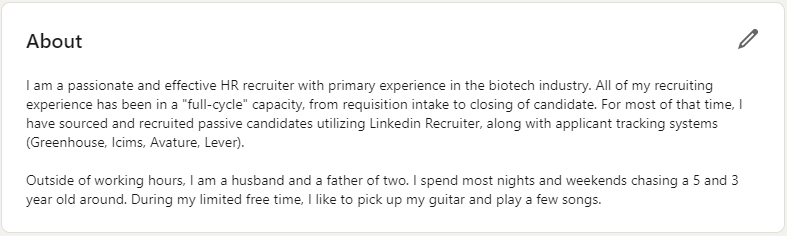 About
I am a passionate and effective HR recruiter with primary experience in the biotech industry. All of my recruiting
experience has been in a "full-cycle" capacity, from requisition intake to closing of candidate. For most of that time, I
have sourced and recruited passive candidates utilizing Linkedin Recruiter, along with applicant tracking systems
(Greenhouse, Icims, Avature, Lever).
Outside of working hours, I am a husband and a father of two. I spend most nights and weekends chasing a 5 and 3
year old around. During my limited free time, I like to pick up my guitar and play a few songs.